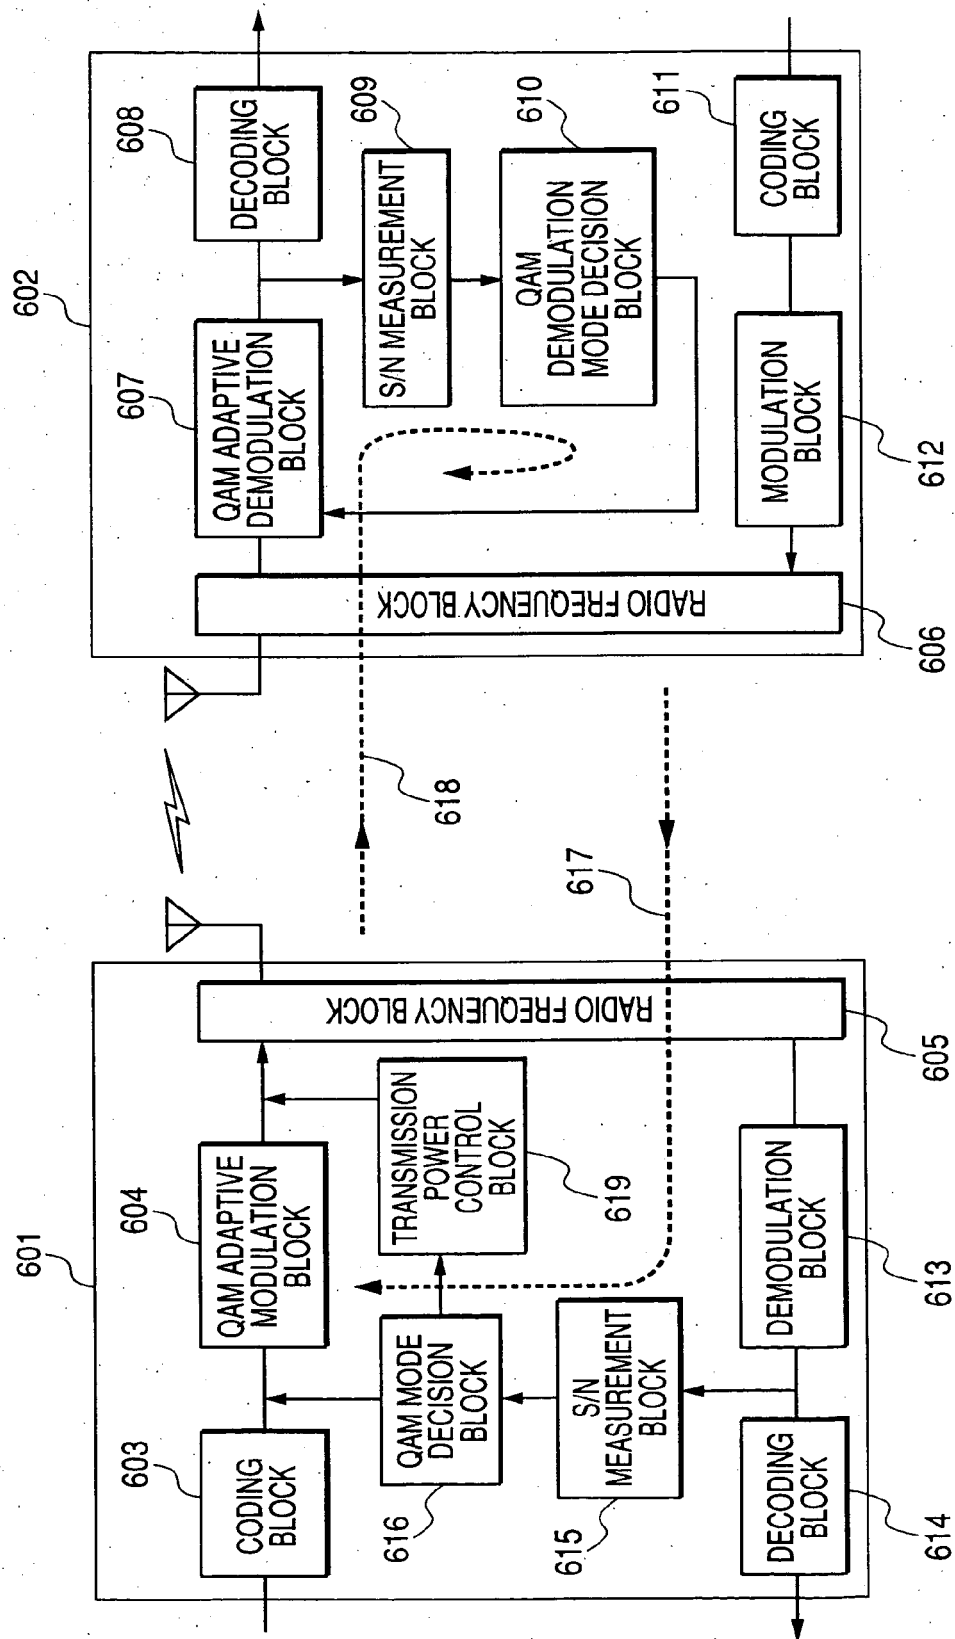 601
603
CODING
BLOCK
604
QAM ADAPTIVE
MODULATION
BLOCK
616
QAM MODE
DECISION
BLOCK
TRANSMISSION
POWER
CONTROL
BLOCK
619
615
S/N
MEASUREMENT
BLOCK
614
DECODING
BLOCK
613
DEMODULATION
BLOCK
RADIO FREQUENCY BLOCK
605
617
618
602
RADIO FREQUENCY BLOCK
606
607
QAM ADAPTIVE
DEMODULATION
BLOCK
608
DECODING
BLOCK
609
S/N MEASUREMENT
BLOCK
610
QAM
DEMODULATION
MODE DECISION
BLOCK
611
CODING
BLOCK
612
MODULATION
BLOCK